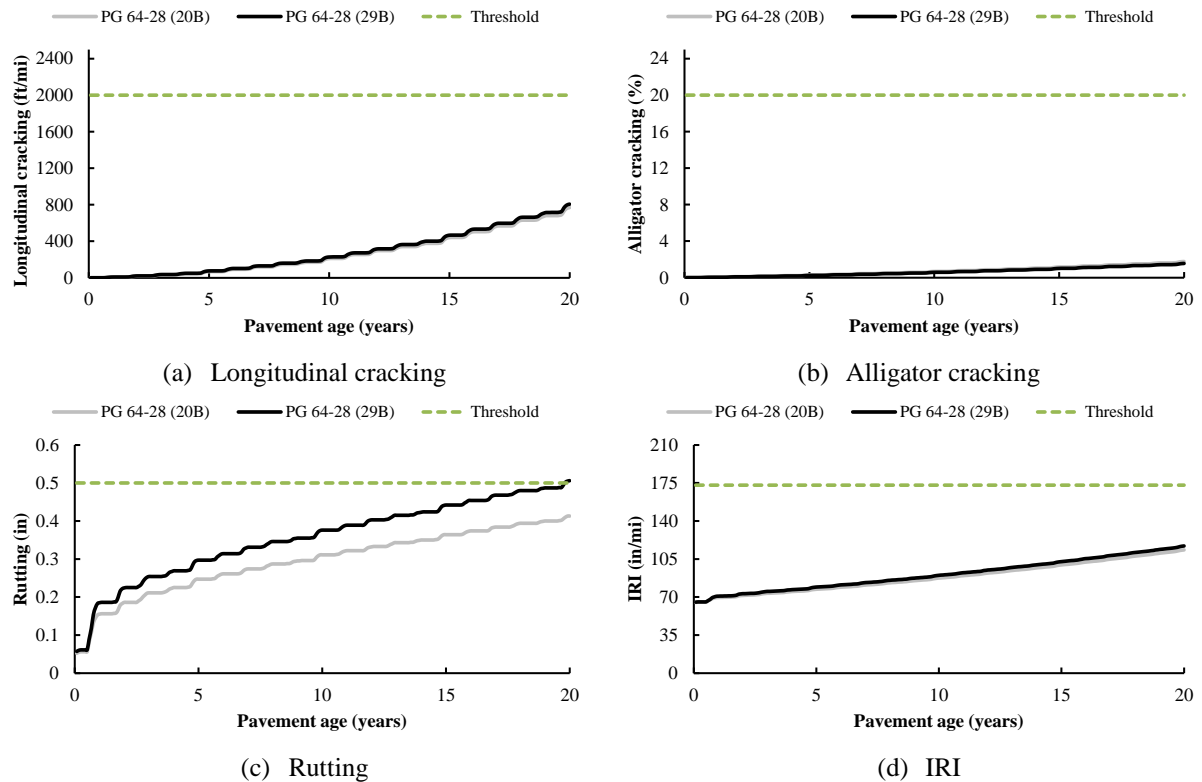 PG 64-28 (20B) PG 64-28 (29B) Threshold
Longitudinal cracking (ft/mi)
2400
2000
1600
1200
800
400
0
0 5 10 15 20
Pavement age (years)
(a) Longitudinal cracking
PG 64-28 (20B) PG 64-28 (29B) Threshold
Alligator cracking (%)
24
20
16
12
8
4
0
0 5 10 15 20
Pavement age (years)
(b) Alligator cracking
PG 64-28 (20B) PG 64-28 (29B) Threshold
Rutting (in)
0.6
0.5
0.4
0.3
0.2
0.1
0
0 5 10 15 20
Pavement age (years)
(c) Rutting
PG 64-28 (20B) PG 64-28 (29B) Threshold
IRI (in/mi)
210
175
140
105
70
35
0
0 5 10 15 20
Pavement age (years)
(d) IRI